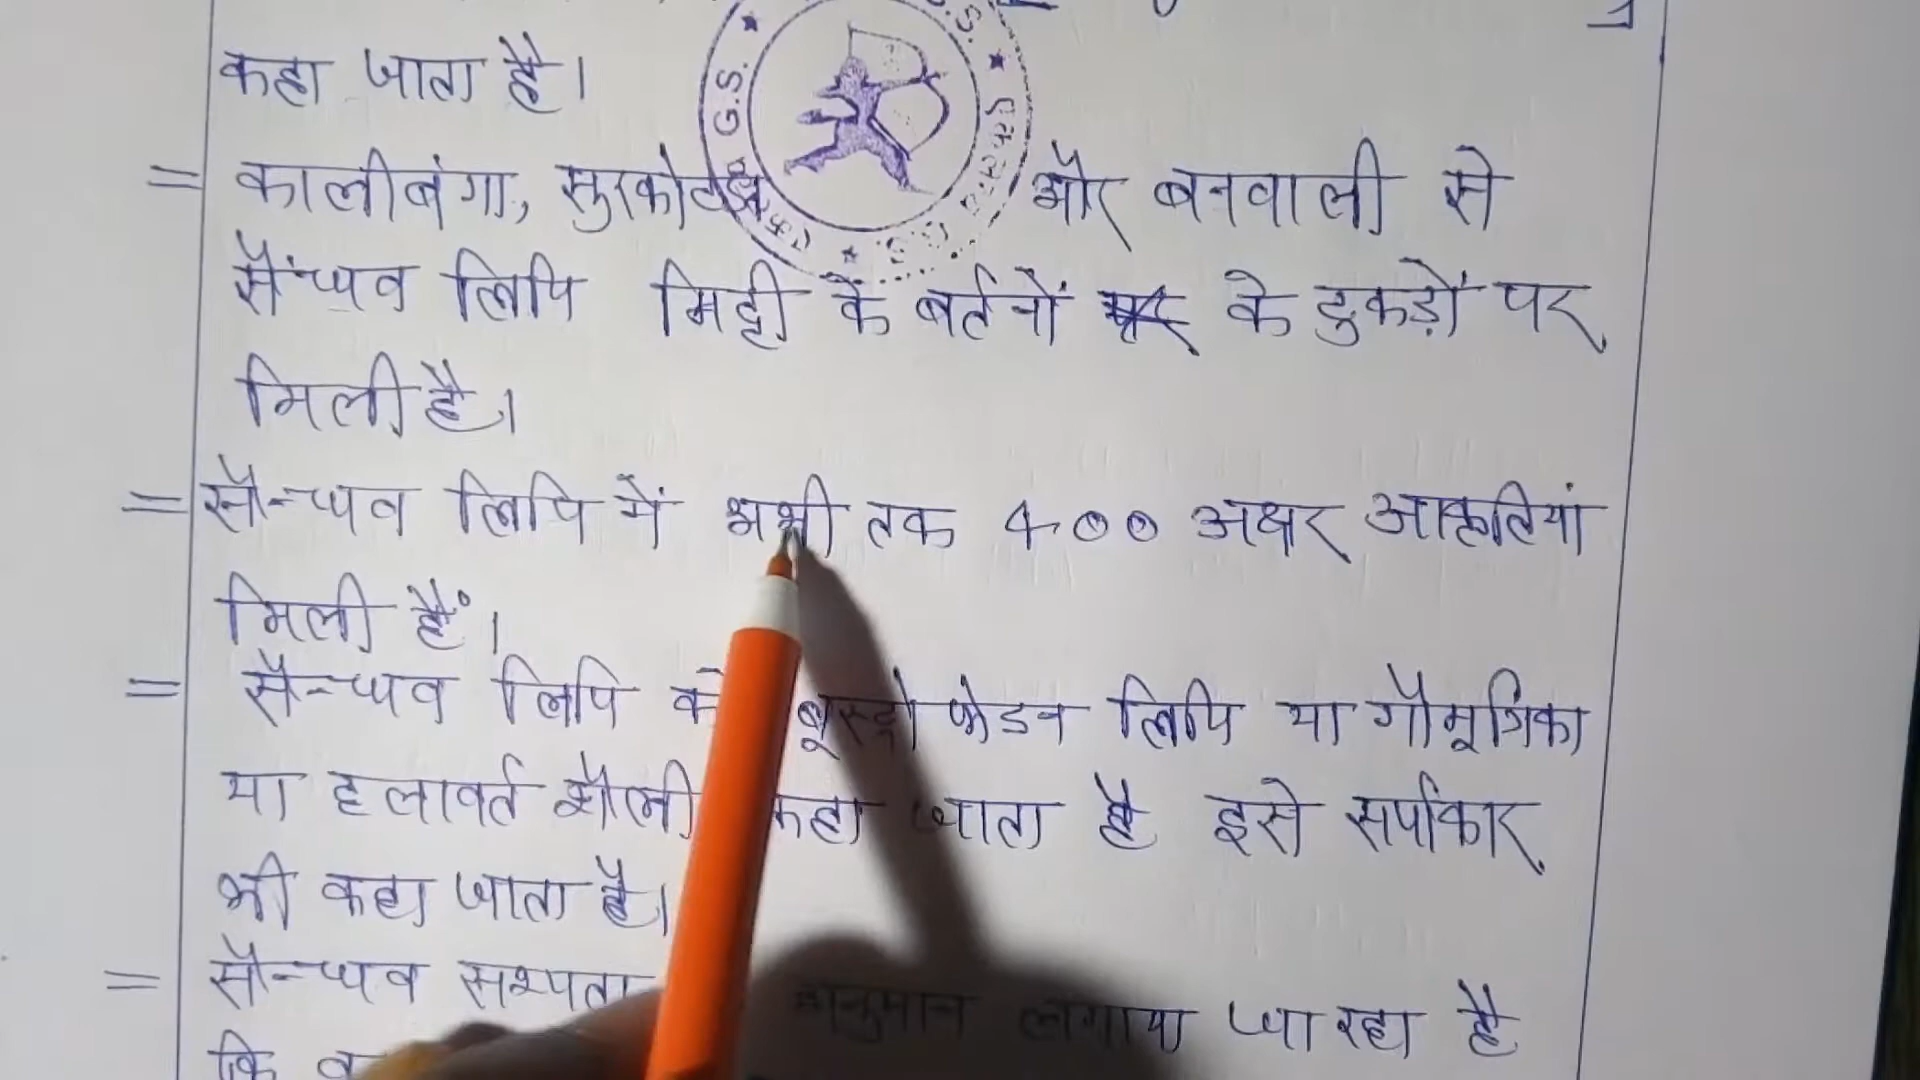 कहा जाता है।
= कालीबंगा, सुरकोटदा और बनवाली से
सैंन्धव लिपि मिट्टी के बर्तनों के टुकड़ों पर
मिली है।
= सैन्धव लिपि में अभी तक 400 अक्षर आकृतियां
मिली हैं।
= सैन्धव लिपि को बूस्ट्रोफेडन लिपि या गौमूत्रिका
या हलावर्त शैली कहा जाता है इसे सर्पाकार
भी कहा जाता है।
= सैन्धव सभ्यता अनुमान लगाया जा रहा है
कि
G.S.
G.S.